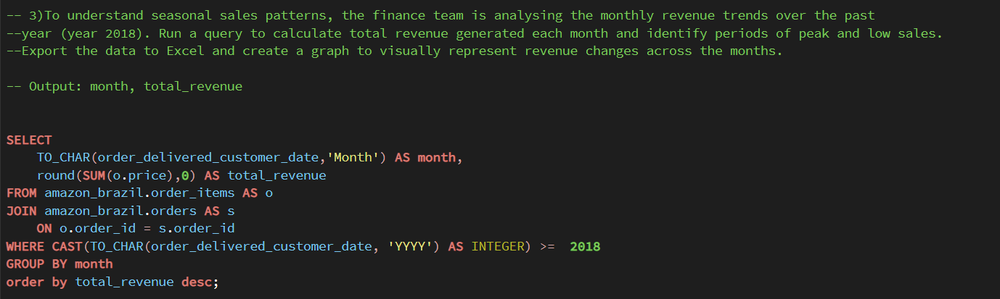 -- 3)To understand seasonal sales patterns, the finance team is analysing the monthly revenue trends over the past
--year (year 2018). Run a query to calculate total revenue generated each month and identify periods of peak and low sales.
--Export the data to Excel and create a graph to visually represent revenue changes across the months.
-- Output: month, total_revenue
SELECT
TO_CHAR(order_delivered_customer_date,'Month') AS month,
round(SUM(o.price),0) AS total_revenue
FROM amazon_brazil.order_items AS o
JOIN amazon_brazil.orders AS s
ON o.order_id = s.order_id
WHERE CAST(TO_CHAR(order_delivered_customer_date, 'YYYY') AS INTEGER) >=  2018
GROUP BY month
order by total_revenue desc;